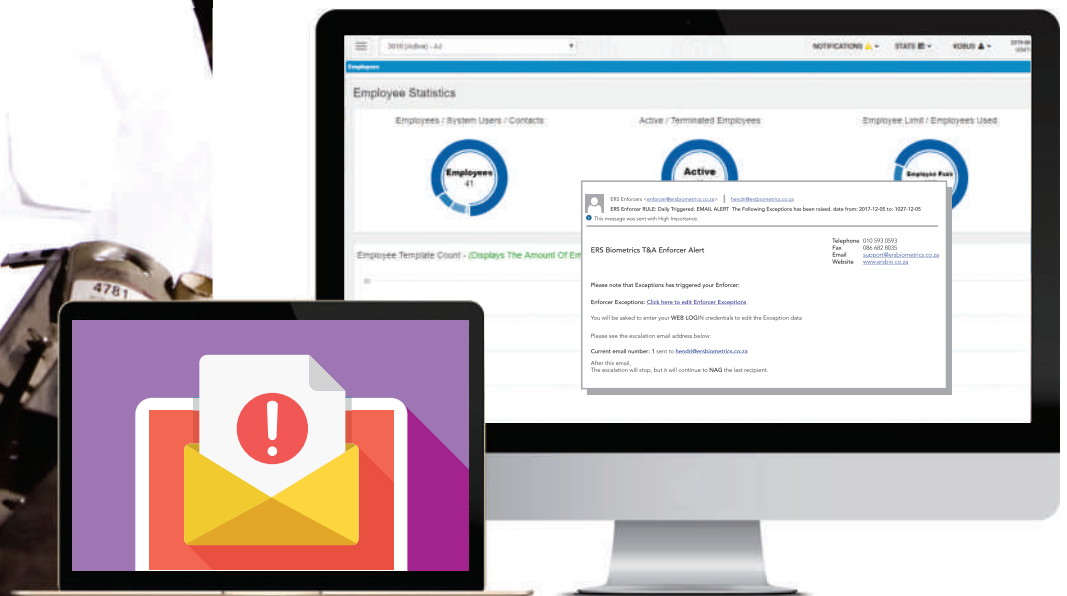 3016 (Active) - AJ
NOTIFICATIONS
STATS
ROBUS
Employees
Employee Statistics
Employees / System Users / Contacts
Active / Terminated Employees
Employee Limit / Employees Used
Employees
41
Active
Employee Template Count - (Displays The Amount Of Em
ERS Enforcers <enforcer@ersbiometrics.co.za> | hendri@ersbiometrics.co.za
ERS Enforcer RULE: Daily Triggered. EMAIL ALERT The Following Exceptions has been raised. date from: 2017-12-05 to: 1027-12-05
This message was sent with High Importance.
ERS Biometrics T&A Enforcer Alert
Telephone 010 593 0593
Fax 086 682 8035
Email support@ersbiometrics.co.za
Website www.ersbio.co.za
Please note that Exceptions has triggered your Enforcer:
Enforcer Exceptions: Click here to edit Enforcer Exceptions
You will be asked to enter your WEB LOGIN credentials to edit the Exception data
Please see the escalation email address below:
Current email number: 1 sent to hendri@ersbiometrics.co.za
After this email,
The escalation will stop, but it will continue to NAG the last recipient.
4781